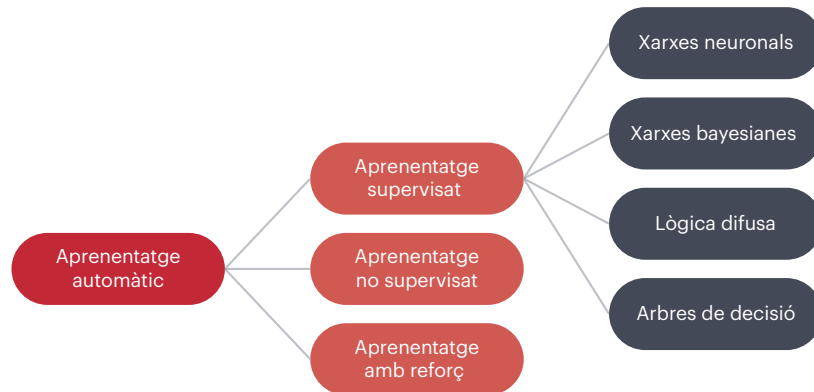 Aprenentatge
automàtic
Aprenentatge
supervisat
Aprenentatge
no supervisat
Aprenentatge
amb reforç
Xarxes neuronals
Xarxes bayesianes
Lògica difusa
Arbres de decisió